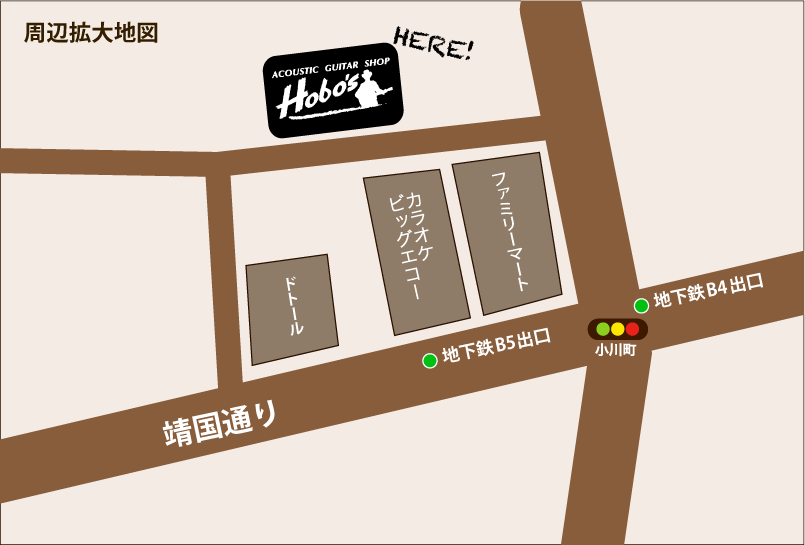 周辺拡大地図
HERE!
ACOUSTIC GUITAR SHOP
Hobo's
カラオケ
ビッグエコー
ファミリーマート
ドトール
地下鉄B4出口
地下鉄B5出口
小川町
靖国通り